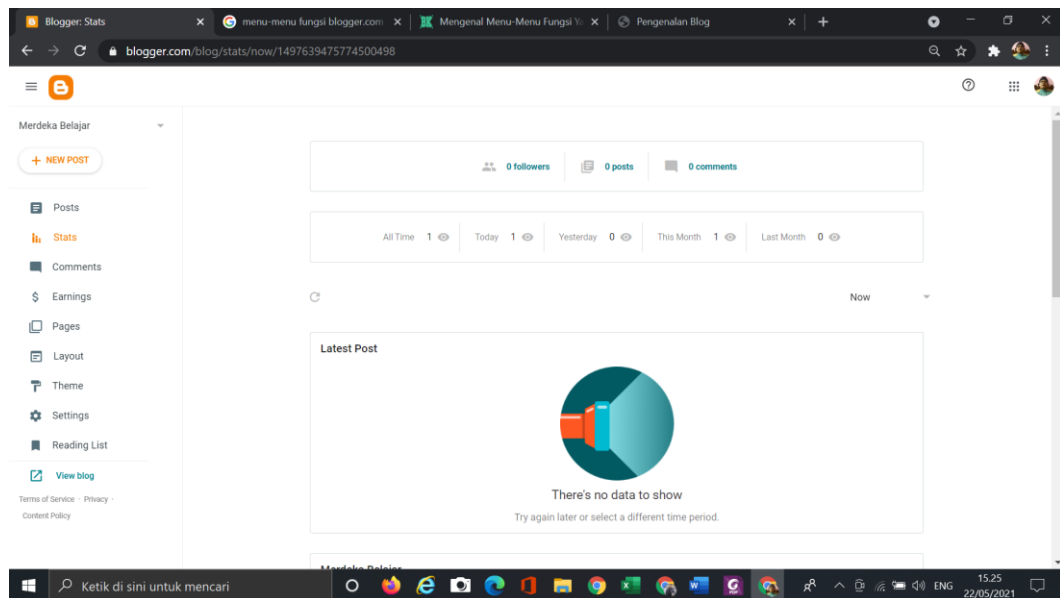 Blogger: Stats
menu-menu fungsi blogger.com
Mengenal Menu-Menu Fungsi Ya
Pengenalan Blog
blogger.com/blog/stats/now/1497639475774500498
Merdeka Belajar
+ NEW POST
Posts
Stats
Comments
Earnings
Pages
Layout
Theme
Settings
Reading List
View blog
Terms of Service · Privacy ·
Content Policy
0 followers
0 posts
0 comments
All Time 1
Today 1
Yesterday 0
This Month 1
Last Month 0
Now
Latest Post
There's no data to show
Try again later or select a different time period.
Merdeka Belajar
Ketik di sini untuk mencari
ENG
15.25
22/05/2021